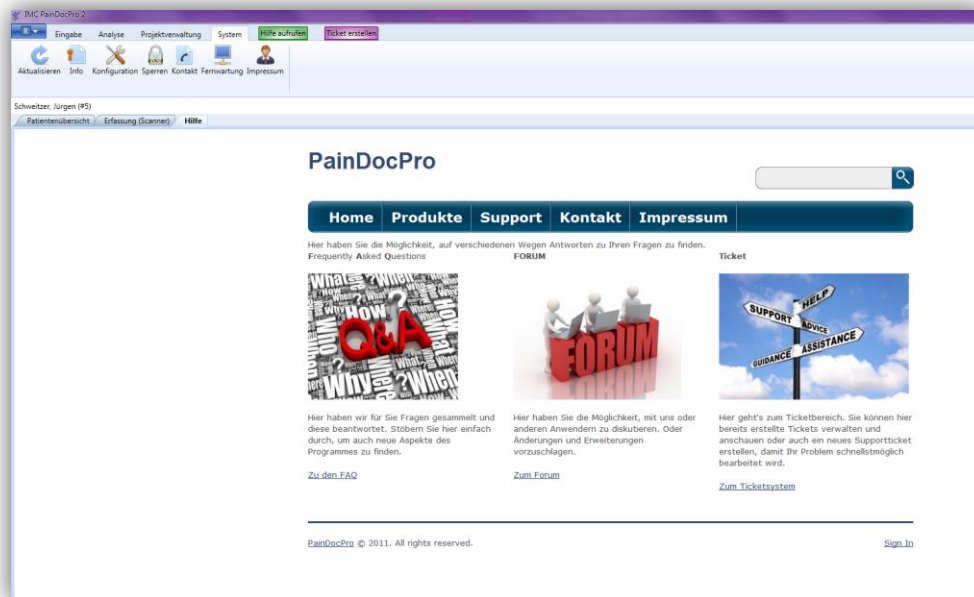 IMC PainDocPro 2
Eingabe Analyse Projektverwaltung System Hilfe aufrufen Ticket erstellen
Aktualisieren Info Konfiguration Sperren Kontakt Fernwartung Impressum
Schweitzer, Jürgen (#5)
Patientenübersicht Erfassung (Scanner) Hilfe
PainDocPro
Home Produkte Support Kontakt Impressum
Hier haben Sie die Möglichkeit, auf verschiedenen Wegen Antworten zu Ihren Fragen zu finden.
Frequently Asked Questions
What
How
Q&A
Who
Why
?When
Where
Hier haben wir für Sie Fragen gesammelt und
diese beantwortet. Stöbern Sie hier einfach
durch, um auch neue Aspekte des
Programmes zu finden.
Zu den FAQ
FORUM
FORUM
Hier haben Sie die Möglichkeit, mit uns oder
anderen Anwendern zu diskutieren. Oder
Änderungen und Erweiterungen
vorzuschlagen.
Zum Forum
Ticket
HELP
SUPPORT
ADVICE
GUIDANCE
ASSISTANCE
Hier geht's zum Ticketbereich. Sie können hier
bereits erstellte Tickets verwalten und
anschauen oder auch ein neues Supportticket
erstellen, damit Ihr Problem schnellstmöglich
bearbeitet wird.
Zum Ticketsystem
PainDocPro © 2011. All rights reserved.
Sign In